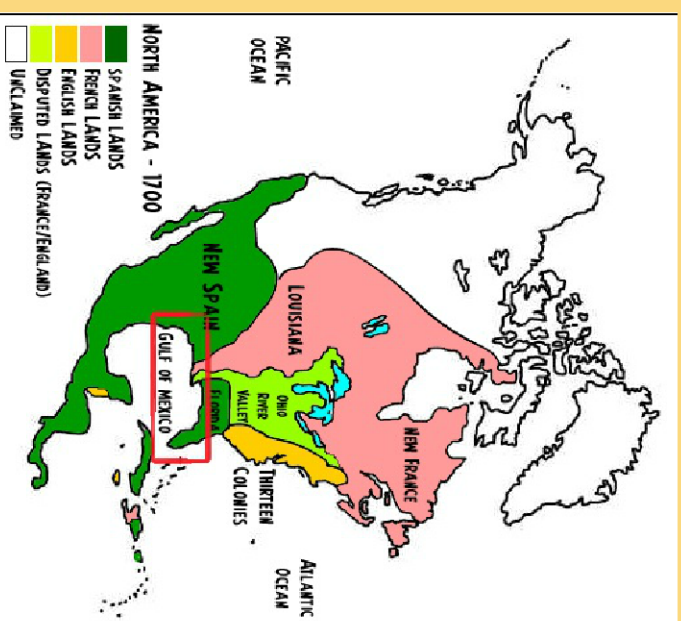 NORTH AMERICA - 1700
SPANISH LANDS
FRENCH LANDS
ENGLISH LANDS
DISPUTED LANDS (FRANCE/ENGLAND)
UNCLAIMED
PACIFIC
OCEAN
NEW SPAIN
LOUISIANA
GULF OF MEXICO
FLORIDA
OHIO
RIVER
VALLEY
NEW FRANCE
THIRTEEN
COLONIES
ATLANTIC
OCEAN